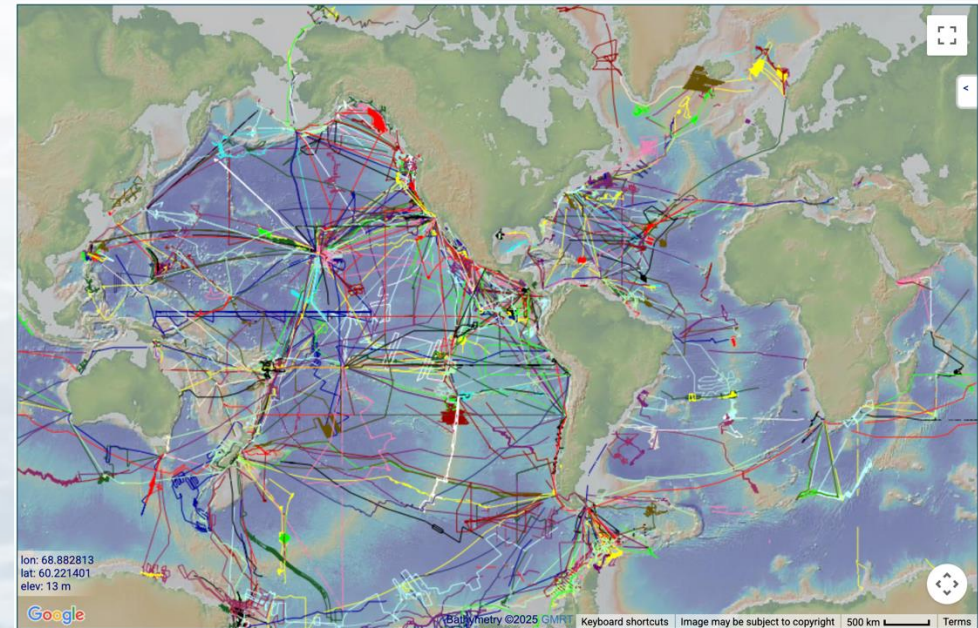 <
lon: 68.882813
lat: 60.221401
elev: 13 m
Google
Bathymetry ©2025 GMRT
Keyboard shortcuts
Image may be subject to copyright
500 km
Terms